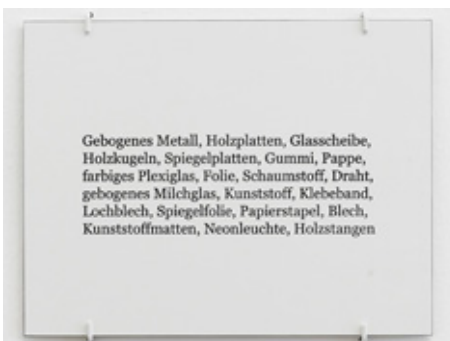 Gebogenes Metall, Holzplatten, Glasscheibe,
Holzkugeln, Spiegelplatten, Gummi, Pappe,
farbiges Plexiglas, Folie, Schaumstoff, Draht,
gebogenes Milchglas, Kunststoff, Klebeband,
Lochblech, Spiegelfolie, Papierstapel, Blech,
Kunststoffmatten, Neonleuchte, Holzstangen